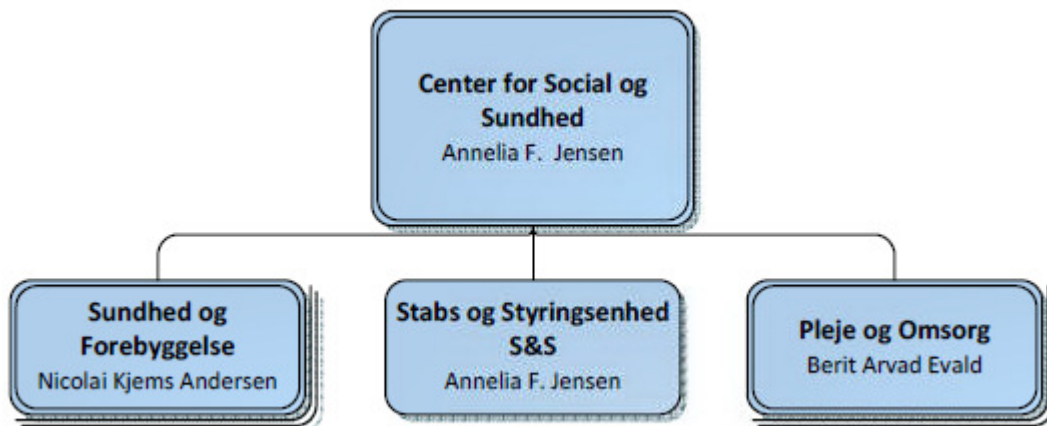 Center for Social og
Sundhed
Annelia F. Jensen
Sundhed og
Forebyggelse
Nicolai Kjems Andersen
Stabs og Styringsenhed
S&S
Annelia F. Jensen
Pleje og Omsorg
Berit Arvad Evald